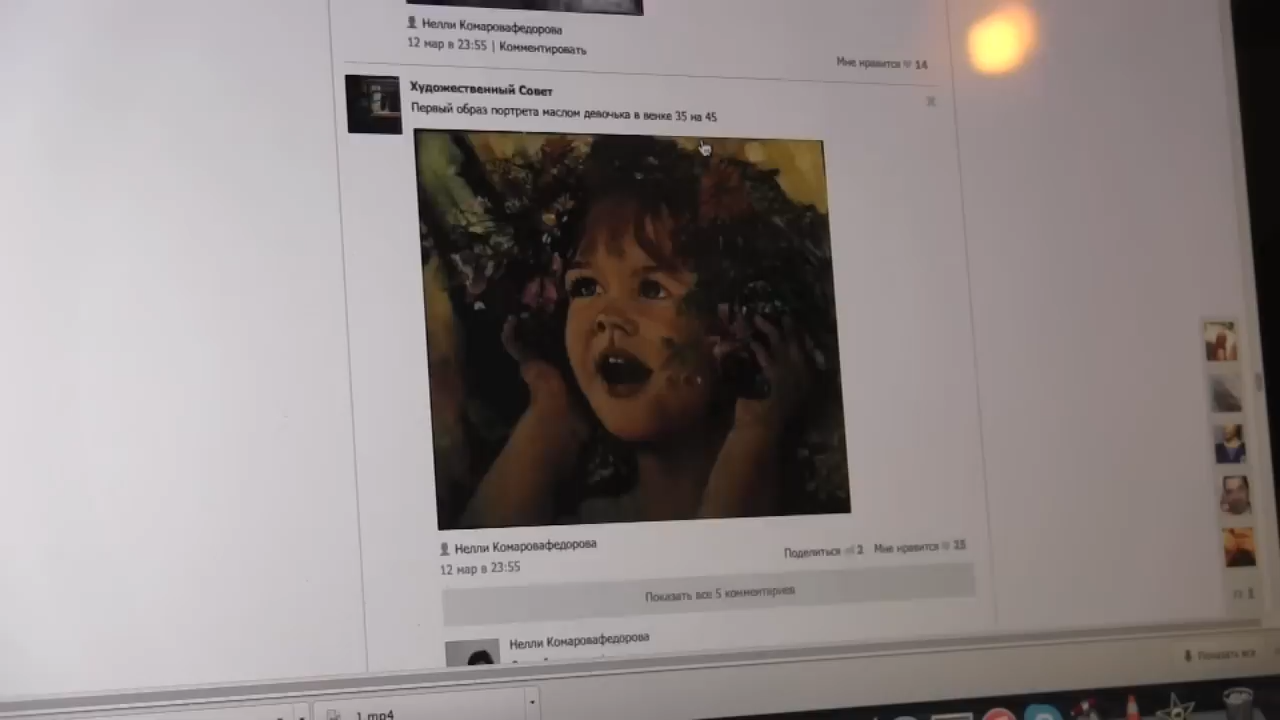 Нелли Комаровафедорова
12 мар в 23:55 | Комментировать
Мне нравится 14
Художественный Совет
Первый образ портрета маслом девочька в венке 35 на 45
Нелли Комаровафедорова
Поделиться 2 Мне нравится
12 мар в 23:55
Показать все 5 комментариев
Нелли Комаровафедорова
1
Показать все
1.mp4